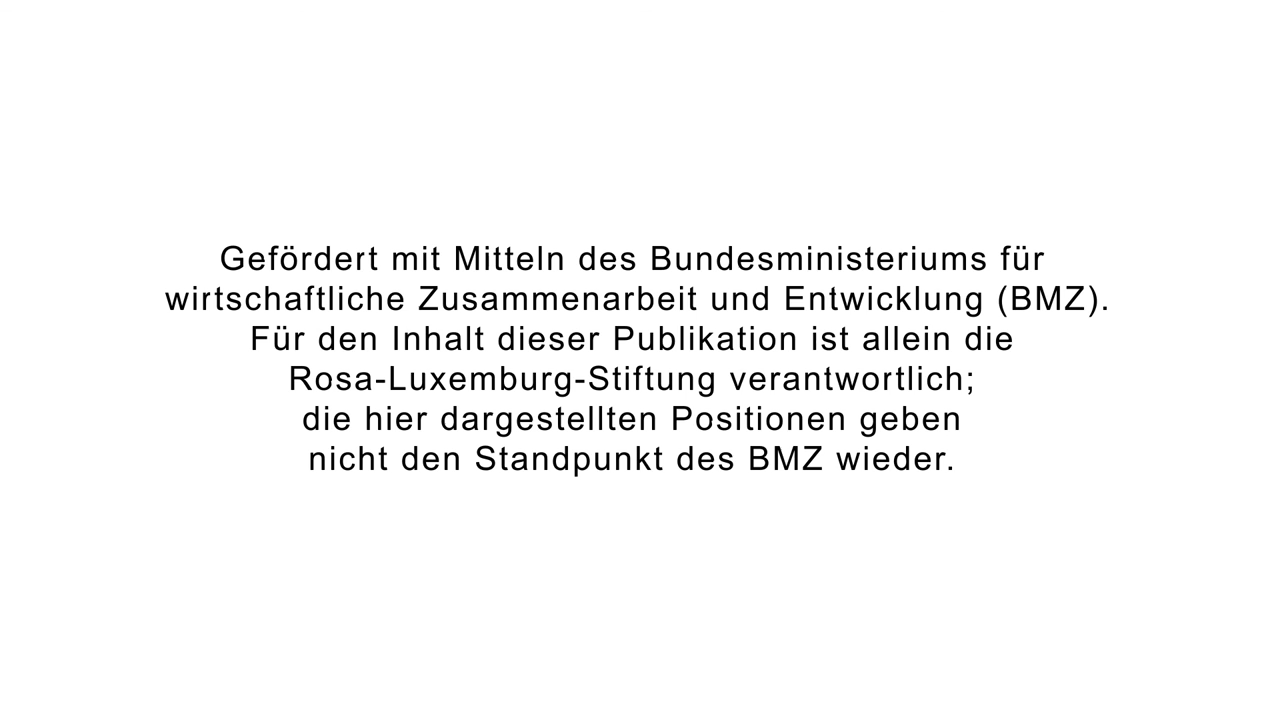 Gefördert mit Mitteln des Bundesministeriums für
wirtschaftliche Zusammenarbeit und Entwicklung (BMZ).
Für den Inhalt dieser Publikation ist allein die
Rosa-Luxemburg-Stiftung verantwortlich;
die hier dargestellten Positionen geben
nicht den Standpunkt des BMZ wieder.